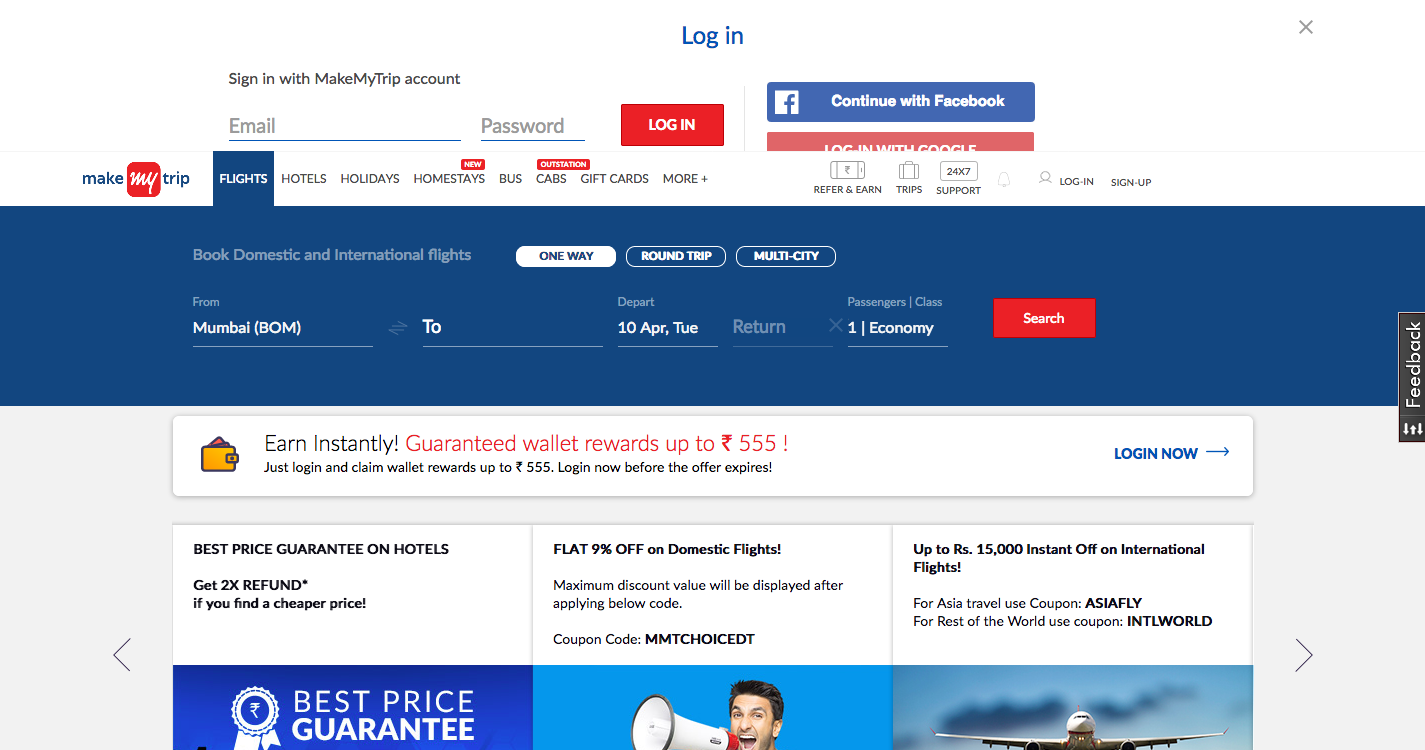 Log in
Sign in with MakeMyTrip account
Email
Password
LOG IN
Continue with Facebook
LOG IN WITH GOOGLE
make my trip
FLIGHTS
HOTELS
HOLIDAYS
NEW
HOMESTAYS
BUS
OUTSTATION
CABS
GIFT CARDS
MORE +
₹
REFER & EARN
TRIPS
24X7
SUPPORT
LOG-IN
SIGN-UP
Book Domestic and International flights
ONE WAY
ROUND TRIP
MULTI-CITY
From
Mumbai (BOM)
To
Depart
10 Apr, Tue
Return
Passengers | Class
1 | Economy
Search
Feedback
Earn Instantly! Guaranteed wallet rewards up to ₹ 555 !
Just login and claim wallet rewards up to ₹ 555. Login now before the offer expires!
LOGIN NOW
BEST PRICE GUARANTEE ON HOTELS
Get 2X REFUND*
if you find a cheaper price!
FLAT 9% OFF on Domestic Flights!
Maximum discount value will be displayed after
applying below code.
Coupon Code: MMTCHOICEDT
Up to Rs. 15,000 Instant Off on International
Flights!
For Asia travel use Coupon: ASIAFLY
For Rest of the World use coupon: INTLWORLD
₹
BEST PRICE
GUARANTEE